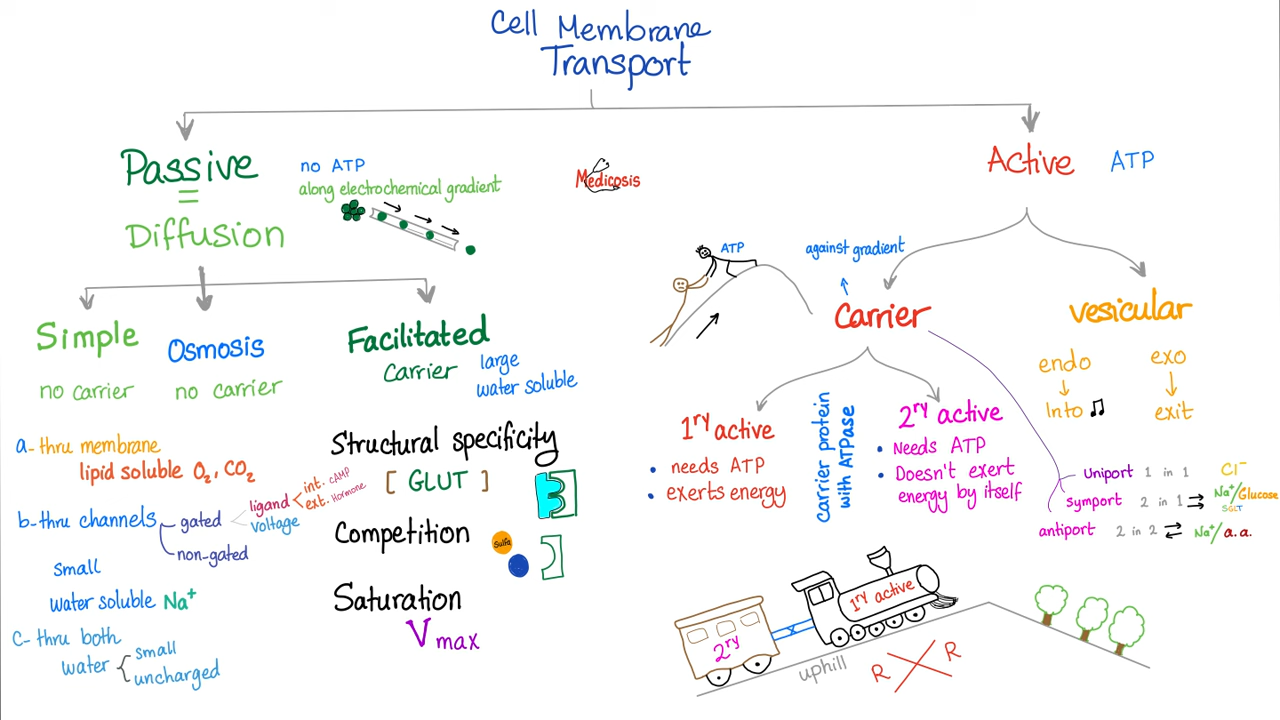 Cell Membrane
Transport
Passive
=
Diffusion
no ATP
along electrochemical gradient
Medicosis
Active
ATP
Simple
no carrier
Osmosis
no carrier
Facilitated
Carrier
large
water soluble
a- thru membrane
lipid soluble O₂, CO₂
b- thru channels
gated
ligand
int. cAMP
ext. Hormone
voltage
non-gated
small
water soluble Na⁺
c- thru both
water
small
uncharged
Structural specificity
[ GLUT ]
Competition
Sulfa
Saturation
Vmax
ATP
against gradient
Carrier
vesicular
endo
↓
Into ♫
exo
↓
exit
1ʳʸ active
• needs ATP
• exerts energy
Carrier protein
with ATPase
2ʳʸ active
• Needs ATP
• Doesn't exert
energy by itself
Uniport 1 in 1 Cl⁻
Symport 2 in 1 ⇉ Na⁺/Glucose
SGLT
antiport 2 in 2 ⇄ Na⁺/a.a.
1ʳʸ active
2ʳʸ
uphill
R X R